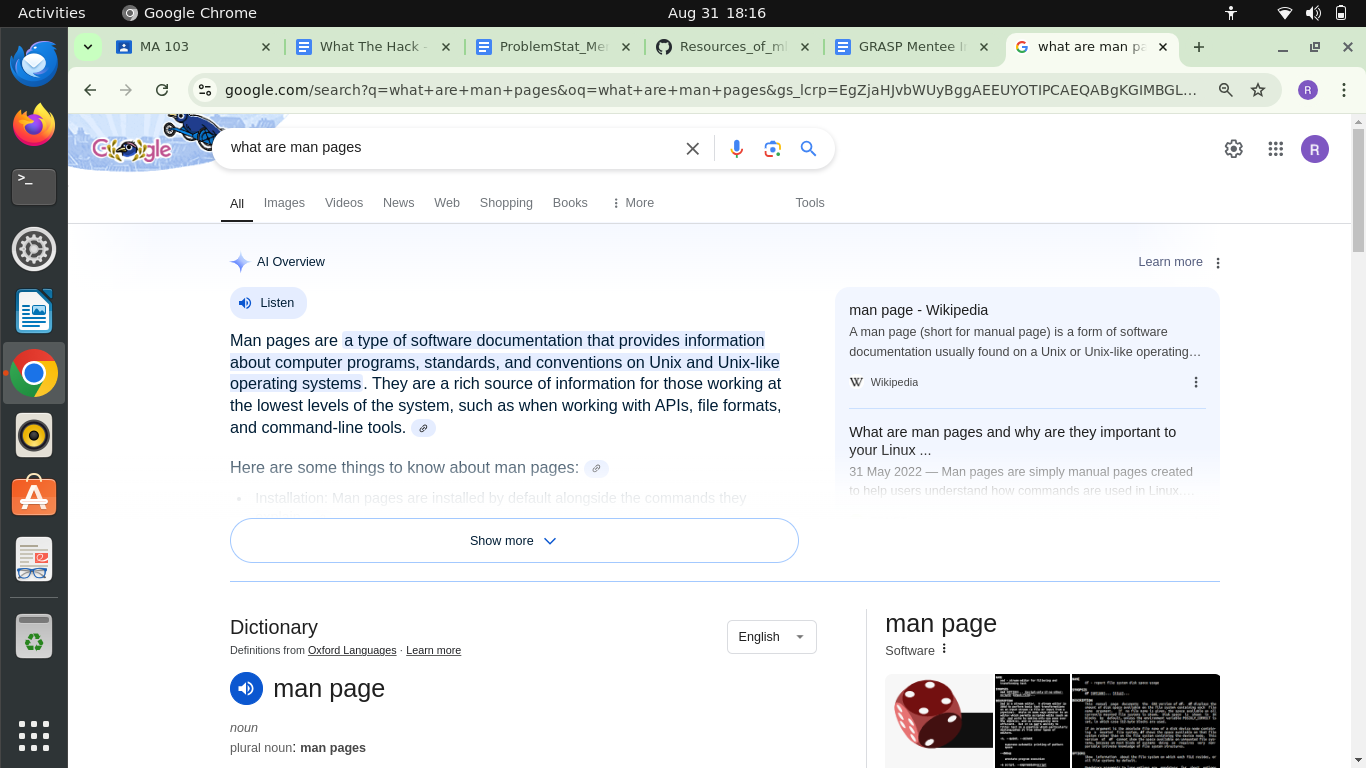 Activities
Google Chrome
Aug 31 18:16
MA 103
What The Hack -
ProblemStat_Me
Resources_of_ml
GRASP Mentee I
what are man pa
google.com/search?q=what+are+man+pages&oq=what+are+man+pages&gs_lcrp=EgZjaHJvbWUyBggAEEUYOTIPCAEQABgKGIMBGL...
R
Google
what are man pages
R
All
Images
Videos
News
Web
Shopping
Books
More
Tools
AI Overview
Learn more
Listen
Man pages are a type of software documentation that provides information
about computer programs, standards, and conventions on Unix and Unix-like
operating systems. They are a rich source of information for those working at
the lowest levels of the system, such as when working with APIs, file formats,
and command-line tools.
Here are some things to know about man pages:
• Installation: Man pages are installed by default alongside the commands they
Show more
man page - Wikipedia
A man page (short for manual page) is a form of software
documentation usually found on a Unix or Unix-like operating...
W Wikipedia
What are man pages and why are they important to
your Linux ...
31 May 2022 — Man pages are simply manual pages created
to help users understand how commands are used in Linux....
Dictionary
Definitions from Oxford Languages · Learn more
English
man page
noun
plural noun: man pages
man page
Software